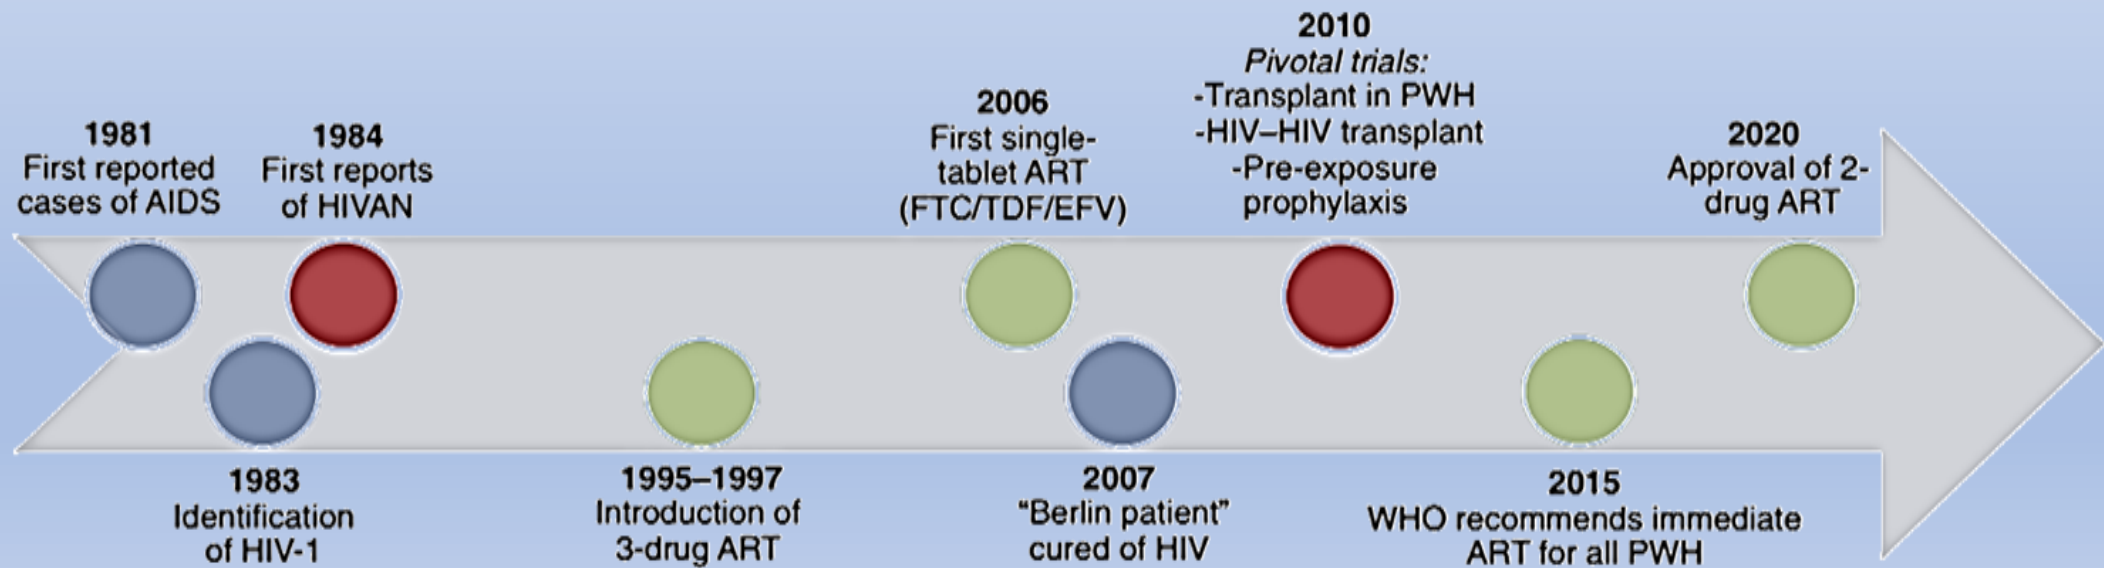 1981
First reported
cases of AIDS
1983
Identification
of HIV-1
1984
First reports
of HIVAN
1995–1997
Introduction of
3-drug ART
2006
First single-
tablet ART
(FTC/TDF/EFV)
2007
“Berlin patient”
cured of HIV
2010
Pivotal trials:
-Transplant in PWH
-HIV–HIV transplant
-Pre-exposure
prophylaxis
2015
WHO recommends immediate
ART for all PWH
2020
Approval of 2-
drug ART